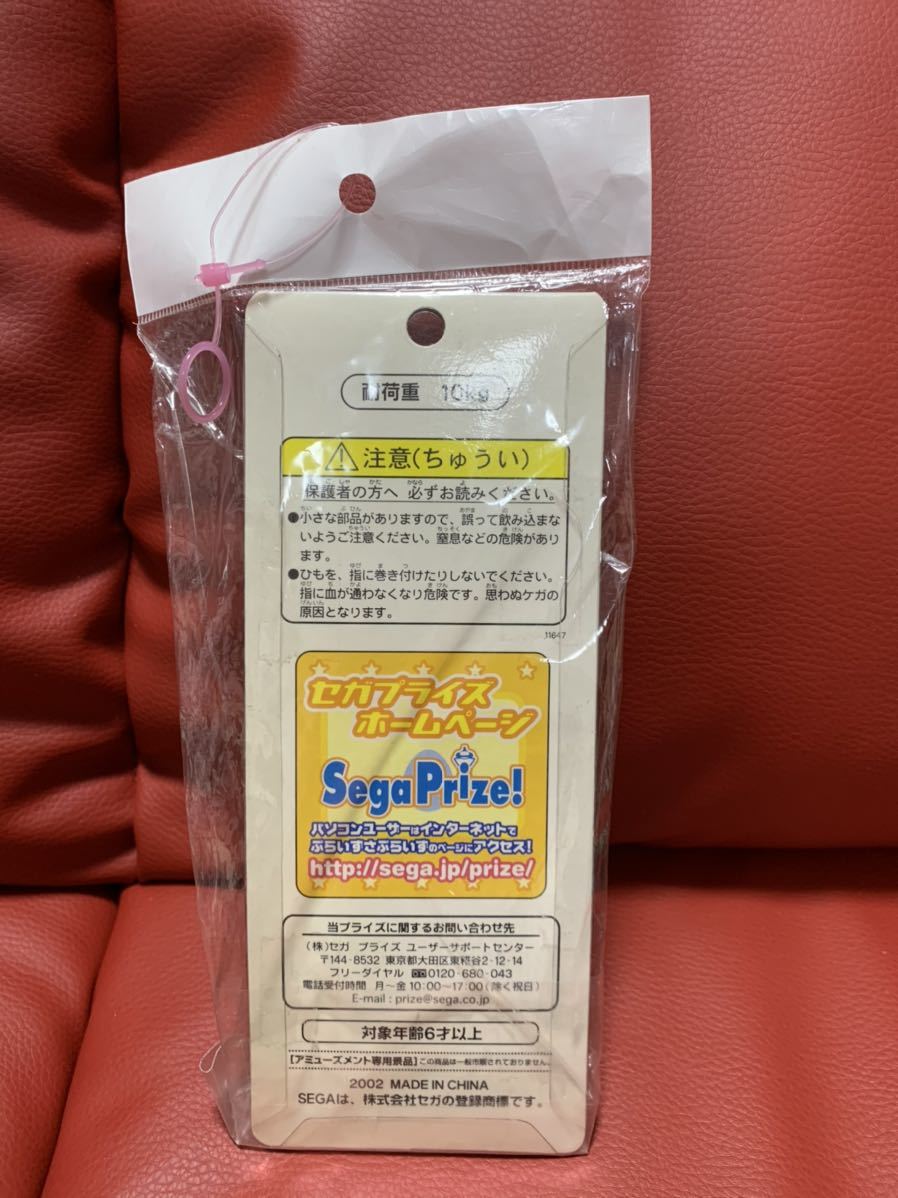 耐荷重 10kg
注意(ちゅうい)
保護者の方へ 必ずお読みください。
●小さな部品がありますので、誤って飲み込まな
いようご注意ください。窒息などの危険があり
ます。
●ひもを、指に巻き付けたりしないでください。
指に血が通わなくなり危険です。思わぬケガの
原因となります。
11647
セガプライズ
ホームページ
SegaPrize!
パソコンユーザーはインターネットで
ぷらいずさぷらいずのページにアクセス!
http://sega.jp/prize/
当プライズに関するお問い合わせ先
(株)セガ プライズ ユーザーサポートセンター
〒144-8532 東京都大田区東糀谷2-12-14
フリーダイヤル 0120-680-043
電話受付時間 月〜金 10:00〜17:00(除く祝日)
E-mail : prize@sega.co.jp
対象年齢6才以上
[アミューズメント専用景品] この商品は一般市販されておりません。
2002 MADE IN CHINA
SEGAは、株式会社セガの登録商標です。